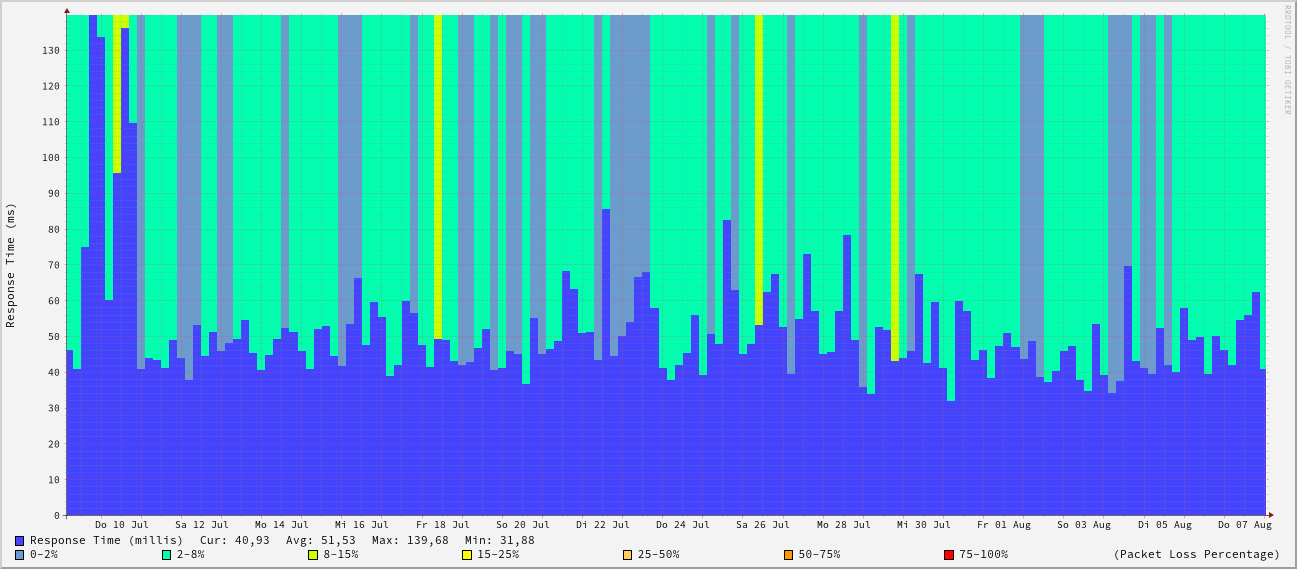 RRDTOOL / TOBI OETIKER
Response Time (ms)
130
120
110
100
90
80
70
60
50
40
30
20
10
0
Do 10 Jul Sa 12 Jul Mo 14 Jul Mi 16 Jul Fr 18 Jul So 20 Jul Di 22 Jul Do 24 Jul Sa 26 Jul Mo 28 Jul Mi 30 Jul Fr 01 Aug So 03 Aug Di 05 Aug Do 07 Aug
Response Time (millis) Cur: 40,93 Avg: 51,53 Max: 139,68 Min: 31,88
0-2% 2-8% 8-15% 15-25% 25-50% 50-75% 75-100% (Packet Loss Percentage)